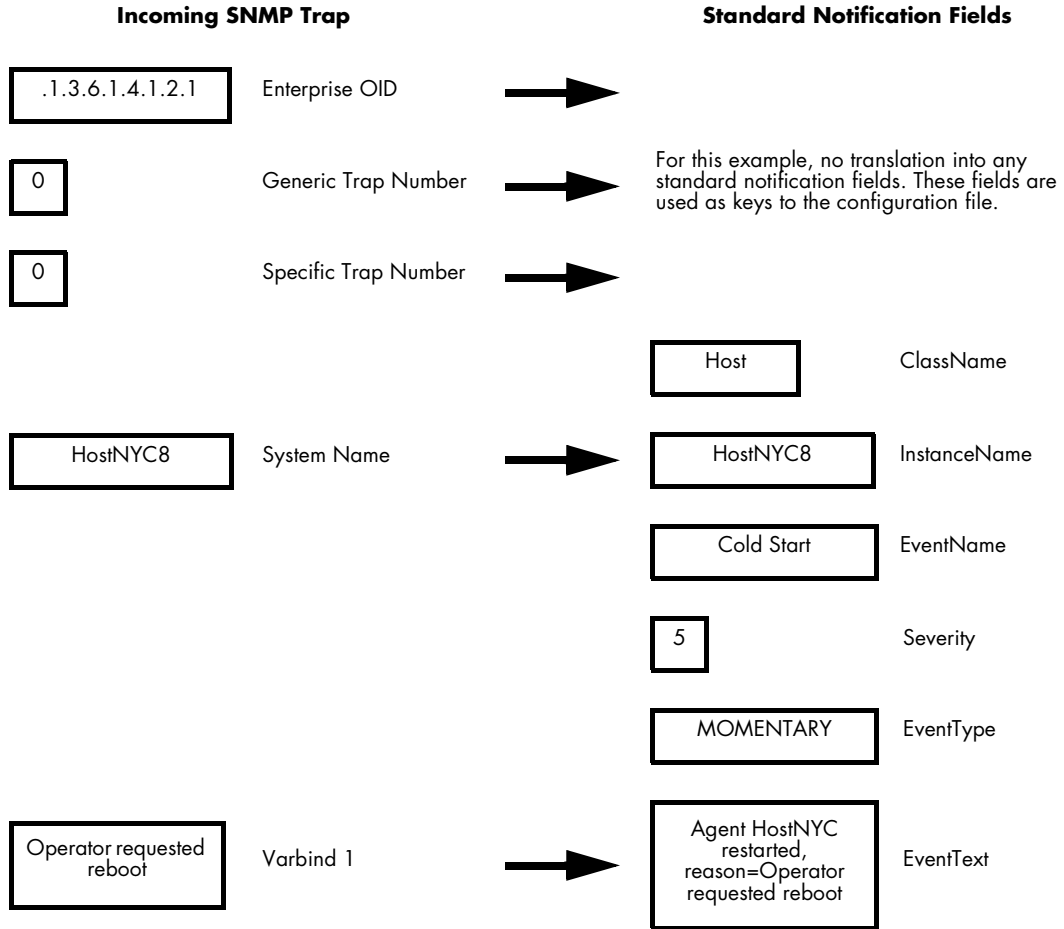 Incoming SNMP Trap
Standard Notification Fields
.1.3.6.1.4.1.2.1
Enterprise OID
0
Generic Trap Number
For this example, no translation into any
standard notification fields. These fields are
used as keys to the configuration file.
0
Specific Trap Number
Host
ClassName
HostNYC8
System Name
HostNYC8
InstanceName
Cold Start
EventName
5
Severity
MOMENTARY
EventType
Operator requested
reboot
Varbind 1
Agent HostNYC
restarted,
reason=Operator
requested reboot
EventText